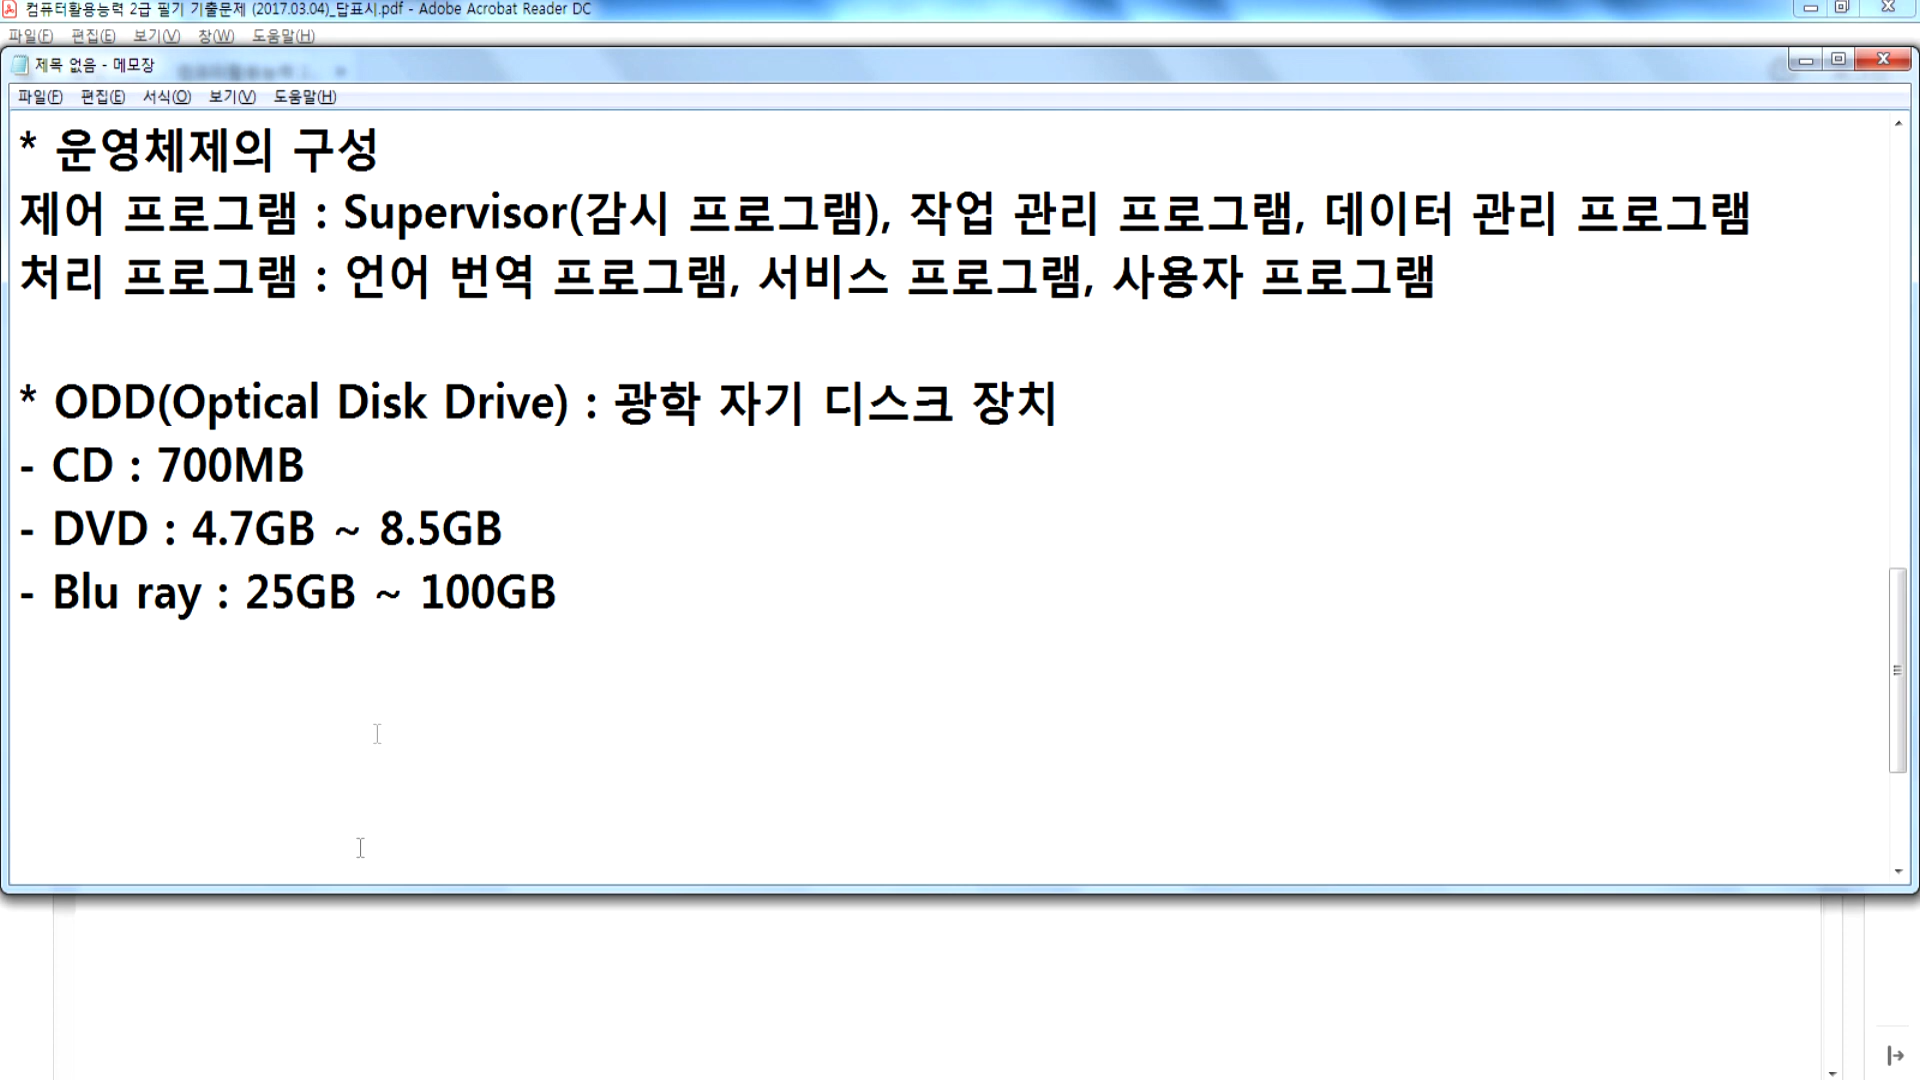 컴퓨터활용능력 2급 필기 기출문제 (2017.03.04)_답표시.pdf - Adobe Acrobat Reader DC
파일(F) 편집(E) 보기(V) 창(W) 도움말(H)
제목 없음 - 메모장
파일(F) 편집(E) 서식(O) 보기(V) 도움말(H)
* 운영체제의 구성
제어 프로그램 : Supervisor(감시 프로그램), 작업 관리 프로그램, 데이터 관리 프로그램
처리 프로그램 : 언어 번역 프로그램, 서비스 프로그램, 사용자 프로그램
* ODD(Optical Disk Drive) : 광학 자기 디스크 장치
- CD : 700MB
- DVD : 4.7GB ~ 8.5GB
- Blu ray : 25GB ~ 100GB